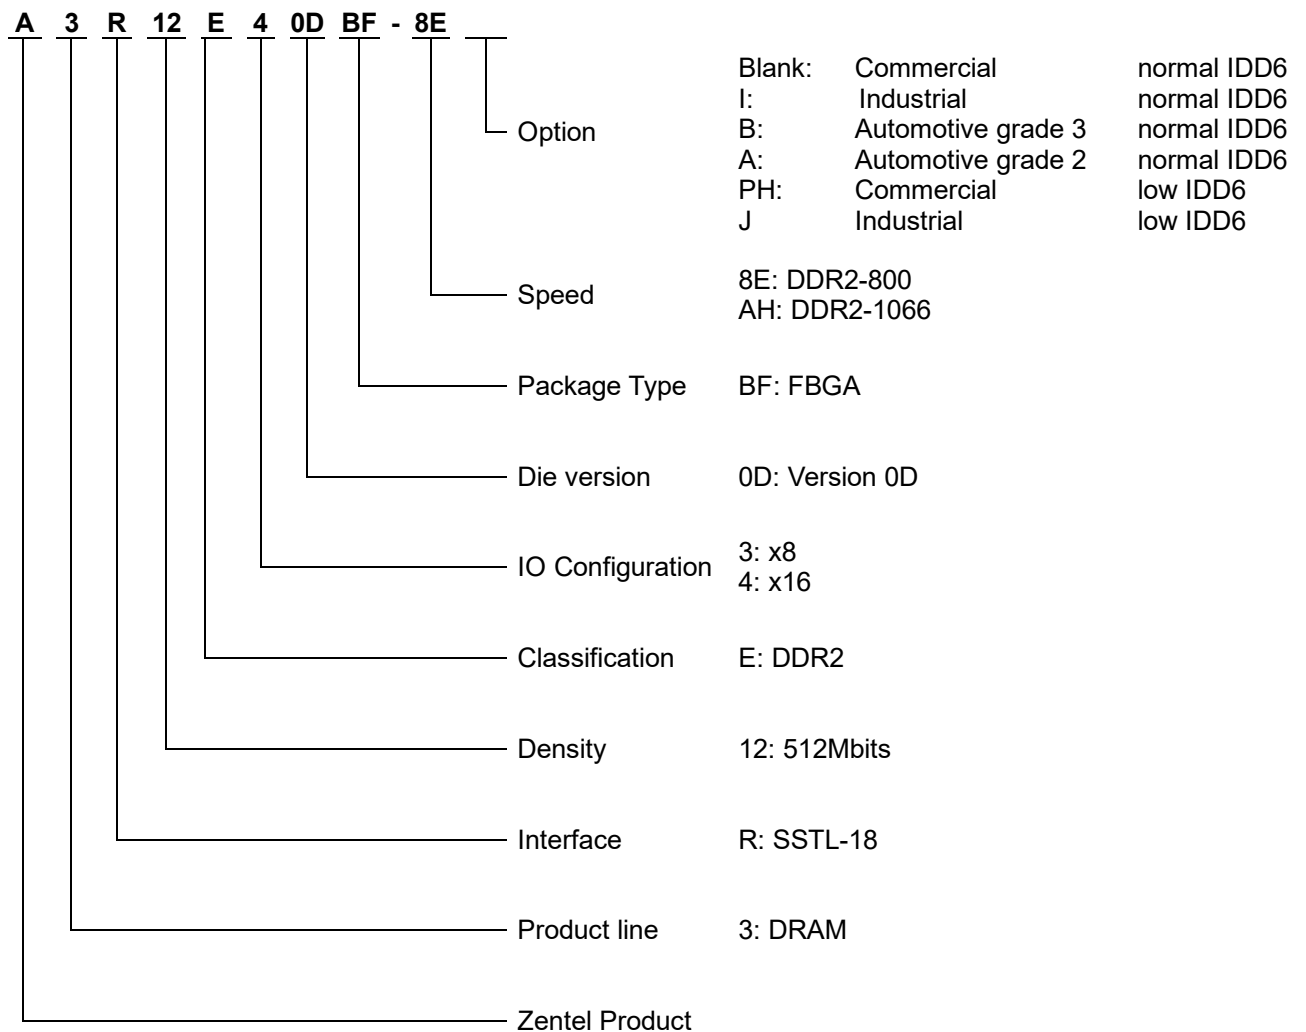 A 3 R 12 E 4 0D BF - 8E
Blank: Commercial normal IDD6
I: Industrial normal IDD6
Option B: Automotive grade 3 normal IDD6
A: Automotive grade 2 normal IDD6
PH: Commercial low IDD6
J Industrial low IDD6
Speed 8E: DDR2-800
AH: DDR2-1066
Package Type BF: FBGA
Die version 0D: Version 0D
IO Configuration 3: x8
4: x16
Classification E: DDR2
Density 12: 512Mbits
Interface R: SSTL-18
Product line 3: DRAM
Zentel Product